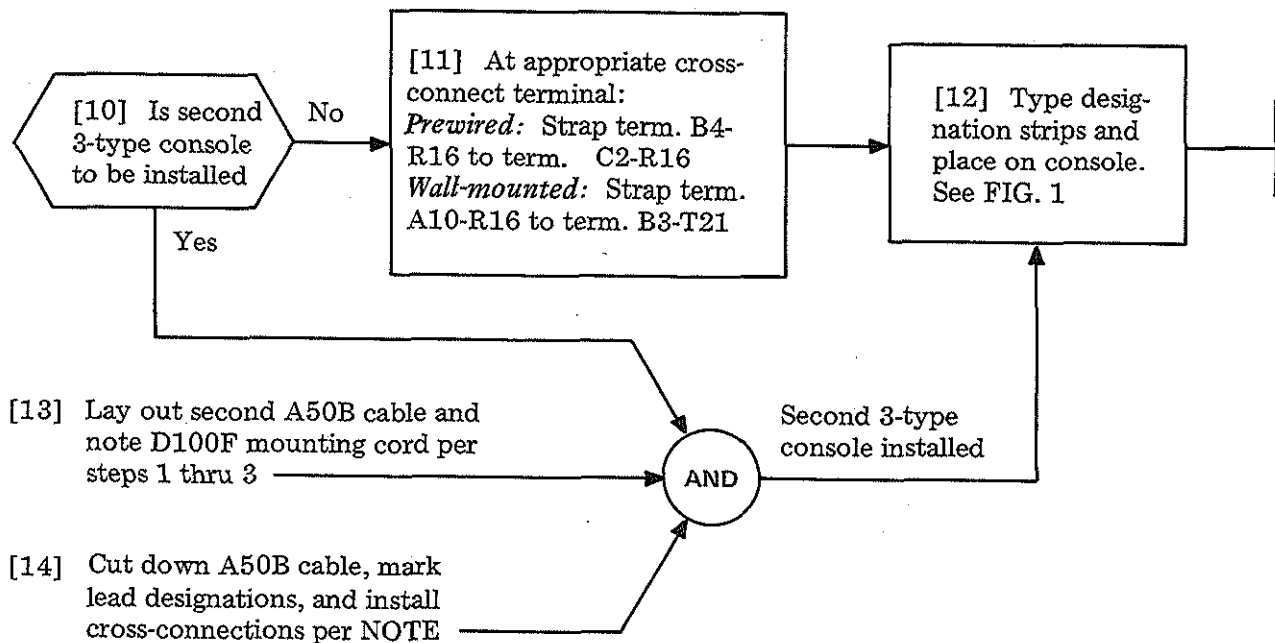 [10] Is second
3-type console
to be installed
No
Yes
[11] At appropriate cross-
connect terminal:
Prewired: Strap term. B4-
R16 to term. C2-R16
Wall-mounted: Strap term.
A10-R16 to term. B3-T21
[12] Type desig-
nation strips and
place on console.
See FIG. 1
[13] Lay out second A50B cable and
note D100F mounting cord per
steps 1 thru 3
AND
Second 3-type
console installed
[14] Cut down A50B cable, mark
lead designations, and install
cross-connections per NOTE